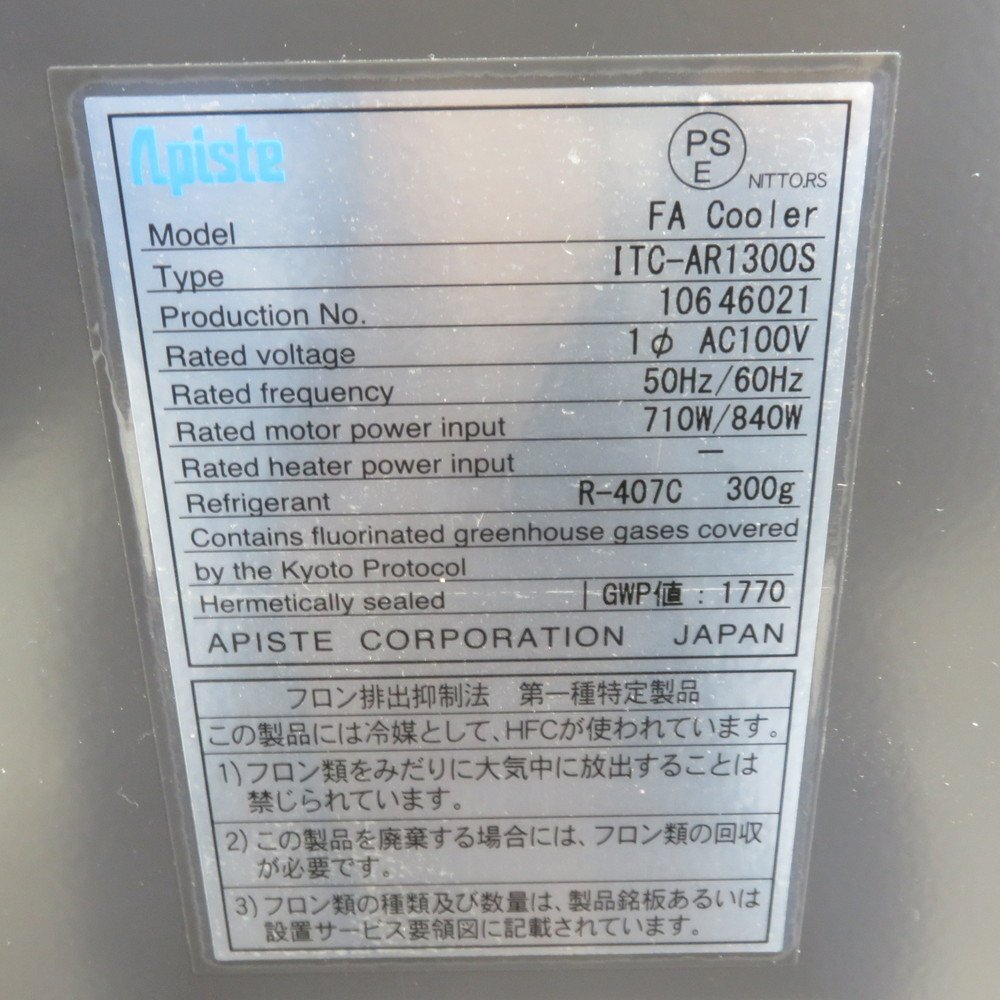 Apiste
PS
E
NITTO.RS
Model FA Cooler
Type ITC-AR1300S
Production No. 10646021
Rated voltage 1φ AC100V
Rated frequency 50Hz/60Hz
Rated motor power input 710W/840W
Rated heater power input —
Refrigerant R-407C 300g
Contains fluorinated greenhouse gases covered
by the Kyoto Protocol
Hermetically sealed GWP値：1770
APISTE CORPORATION JAPAN
フロン排出抑制法 第一種特定製品
この製品には冷媒として、HFCが使われています。
1)フロン類をみだりに大気中に放出することは
禁じられています。
2)この製品を廃棄する場合には、フロン類の回収
が必要です。
3)フロン類の種類及び数量は、製品銘板あるいは
設置サービス要領図に記載されています。